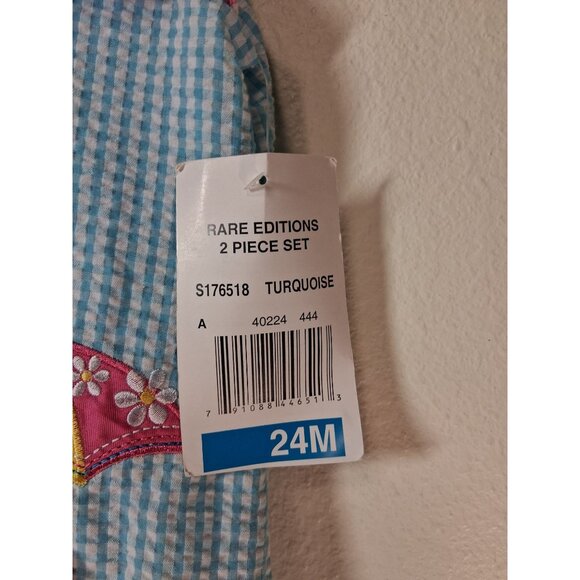 RARE EDITIONS
2 PIECE SET
S176518 TURQUOISE
A 40224 444
7 91088 44651 3
24M